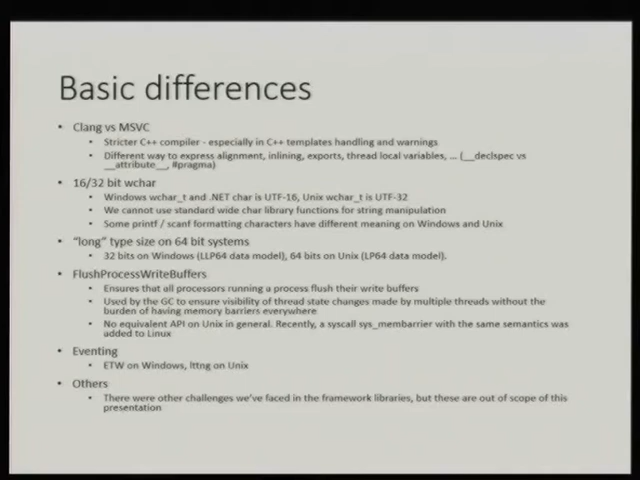 Basic differences
• Clang vs MSVC
• Stricter C++ compiler - especially in C++ templates handling and warnings
• Different way to express alignment, inlining, exports, thread local variables, ... (__declspec vs
__attribute__, #pragma)
• 16/32 bit wchar
• Windows wchar_t and .NET char is UTF-16, Unix wchar_t is UTF-32
• We cannot use standard wide char library functions for string manipulation
• Some printf / scanf formatting characters have different meaning on Windows and Unix
• "long" type size on 64 bit systems
• 32 bits on Windows (LLP64 data model), 64 bits on Unix (LP64 data model).
• FlushProcessWriteBuffers
• Ensures that all processors running a process flush their write buffers
• Used by the GC to ensure visibility of thread state changes made by multiple threads without the
burden of having memory barriers everywhere
• No equivalent API on Unix in general. Recently, a syscall sys_membarrier with the same semantics was
added to Linux
• Eventing
• ETW on Windows, lttng on Unix
• Others
• There were other challenges we've faced in the framework libraries, but these are out of scope of this
presentation